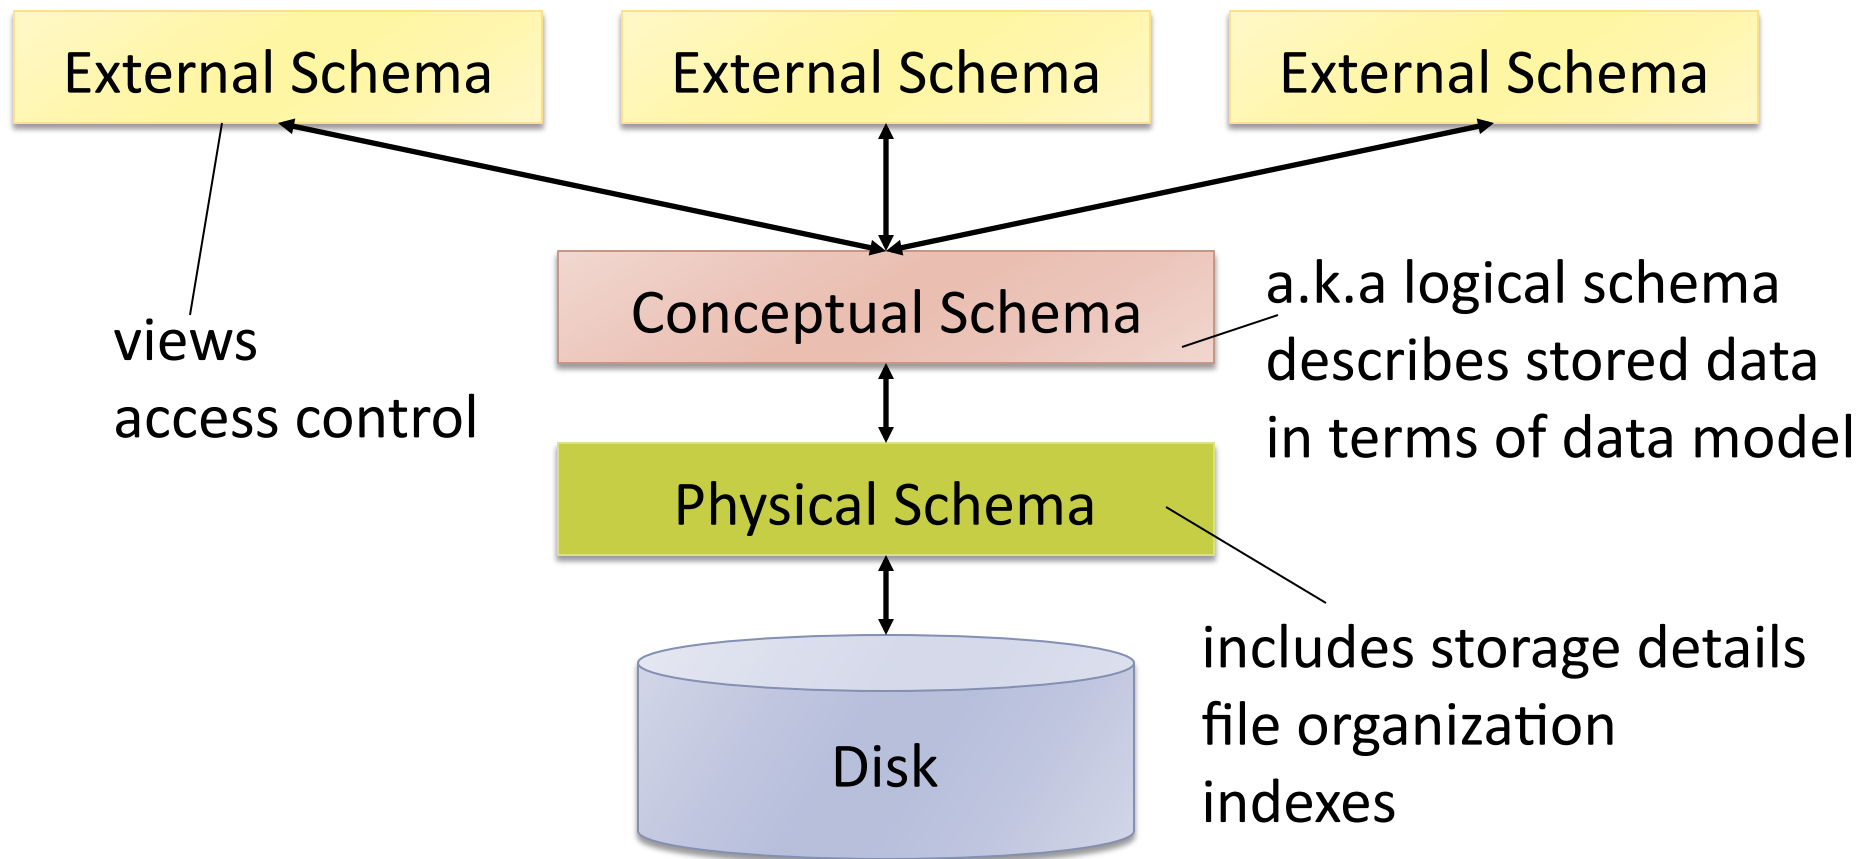 External Schema
External Schema
External Schema
views
access control
Conceptual Schema
a.k.a logical schema
describes stored data
in terms of data model
Physical Schema
includes storage details
file organization
indexes
Disk